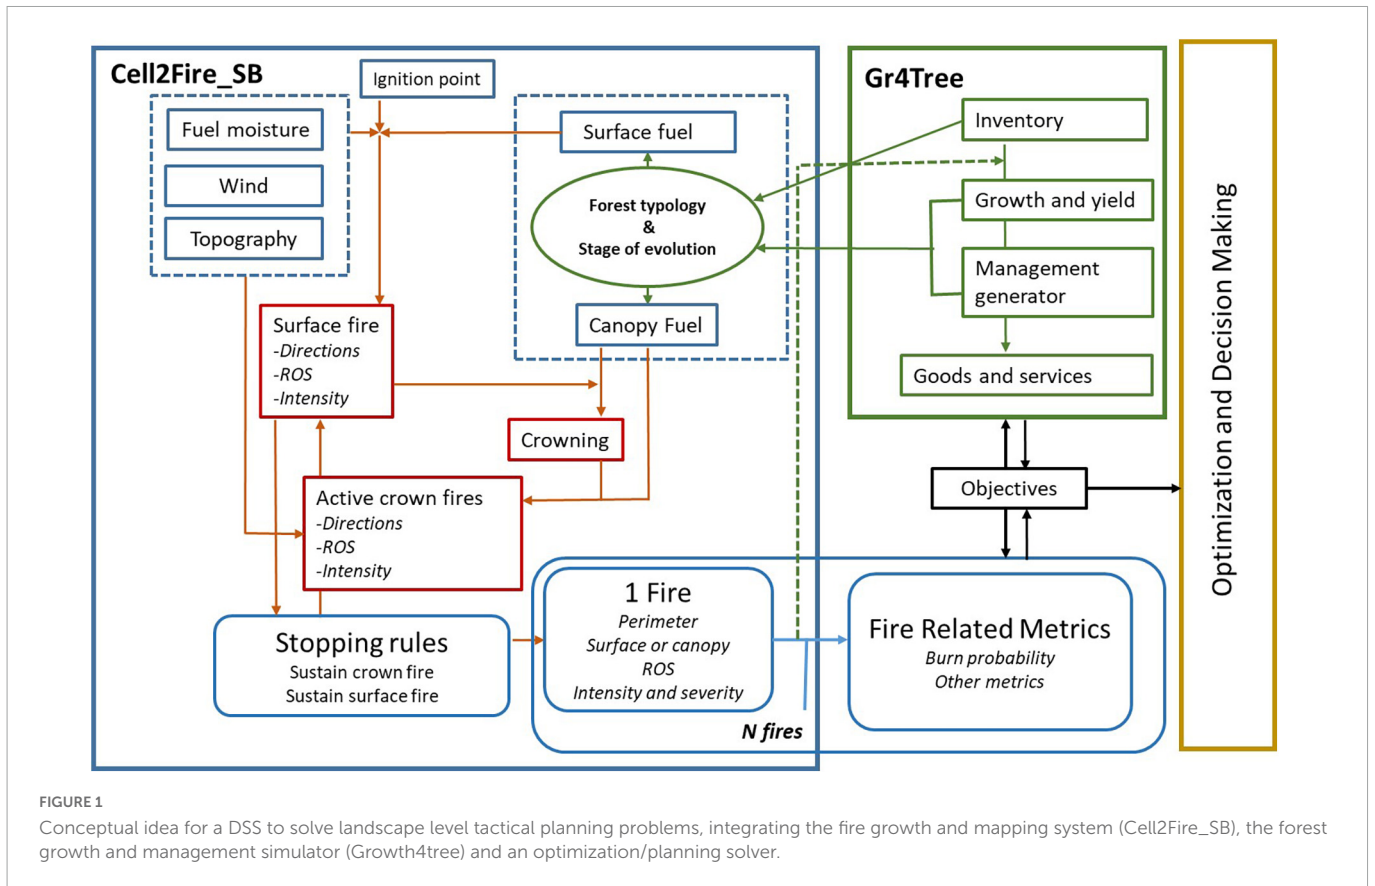 Cell2Fire_SB
Ignition point
Fuel moisture
Wind
Topography
Surface fuel
Forest typology
&
Stage of evolution
Canopy Fuel
Surface fire
-Directions
-ROS
-Intensity
Crowning
Active crown fires
-Directions
-ROS
-Intensity
Stopping rules
Sustain crown fire
Sustain surface fire
1 Fire
Perimeter
Surface or canopy
ROS
Intensity and severity
N fires
Gr4Tree
Inventory
Growth and yield
Management
generator
Goods and services
Objectives
Fire Related Metrics
Burn probability
Other metrics
Optimization and Decision Making
FIGURE 1
Conceptual idea for a DSS to solve landscape level tactical planning problems, integrating the fire growth and mapping system (Cell2Fire_SB), the forest
growth and management simulator (Growth4tree) and an optimization/planning solver.